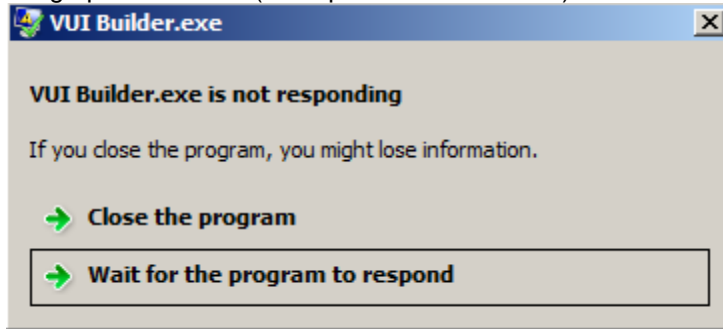 VUI Builder.exe
VUI Builder.exe is not responding
If you close the program, you might lose information.
Close the program
Wait for the program to respond